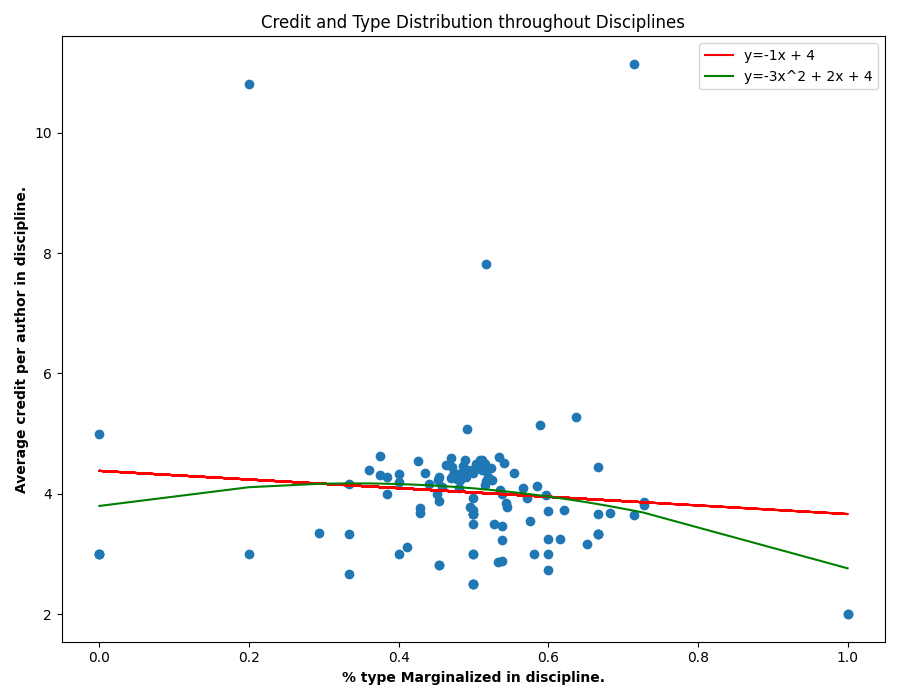 Credit and Type Distribution throughout Disciplines
y=-1x + 4
y=-3x^2 + 2x + 4
Average credit per author in discipline.
10
8
6
4
2
0.0 0.2 0.4 0.6 0.8 1.0
% type Marginalized in discipline.